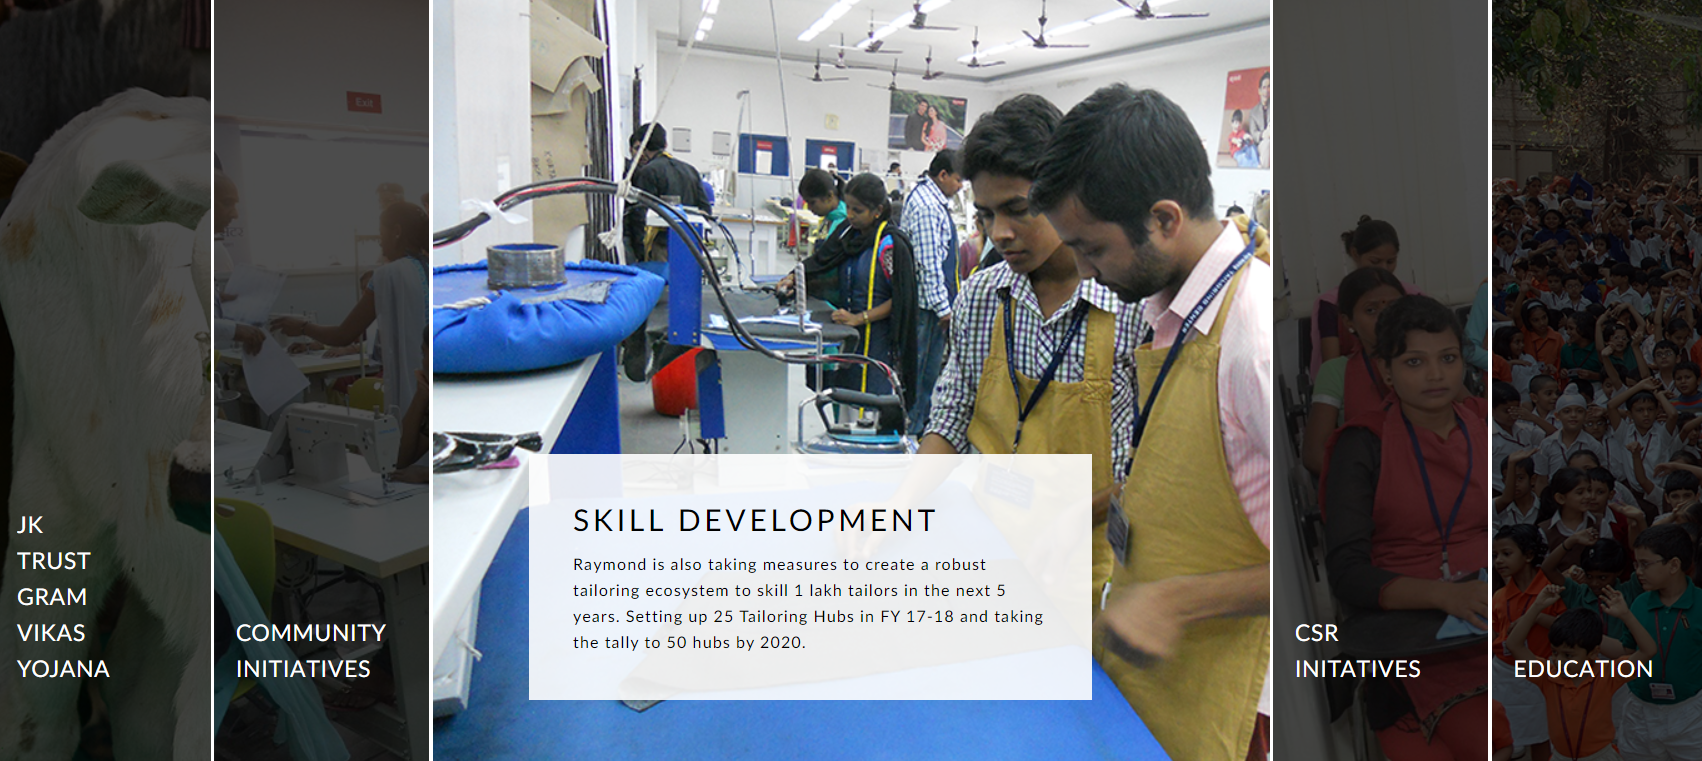 JK
TRUST
GRAM
VIKAS
YOJANA
Exit
COMMUNITY
INITIATIVES
SKILL DEVELOPMENT
Raymond is also taking measures to create a robust
tailoring ecosystem to skill 1 lakh tailors in the next 5
years. Setting up 25 Tailoring Hubs in FY 17-18 and taking
the tally to 50 hubs by 2020.
CSR
INITATIVES
EDUCATION